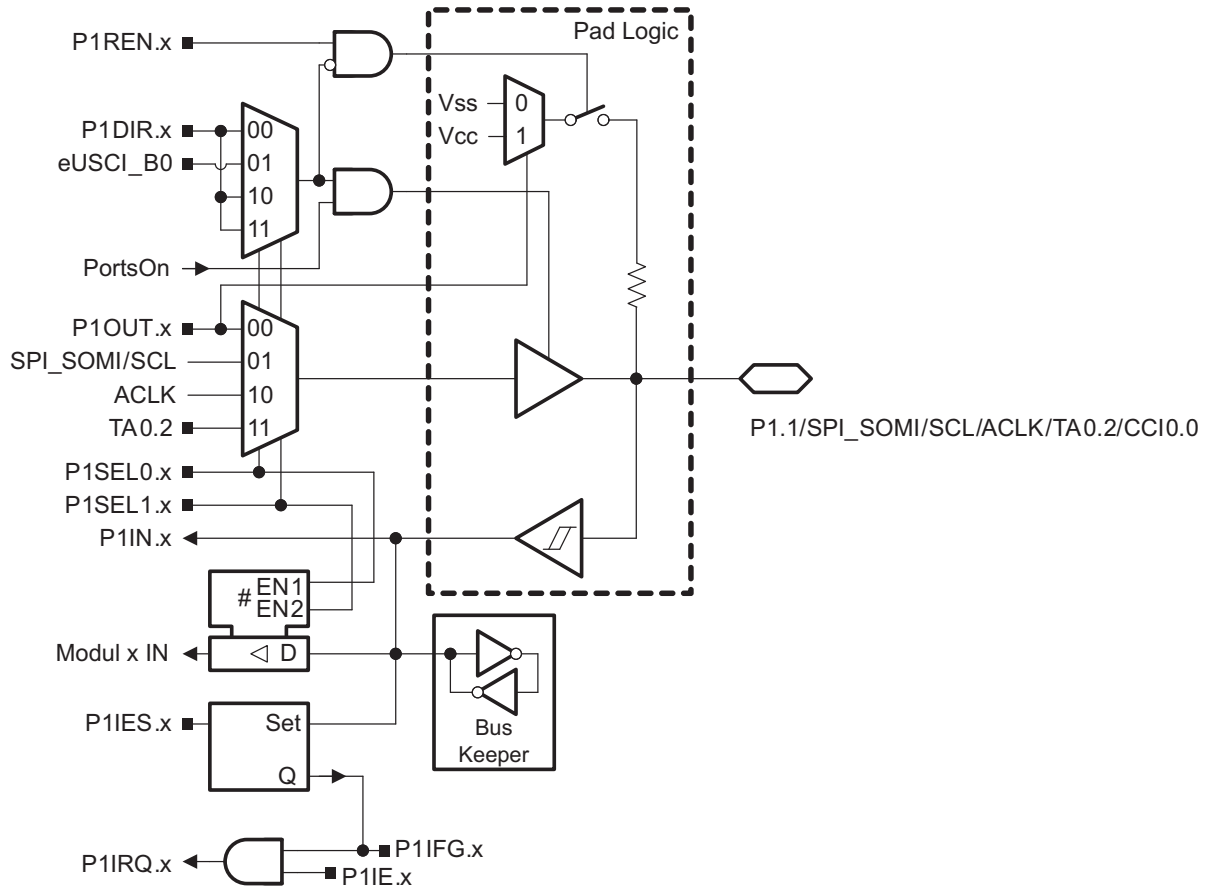 Pad Logic
P1REN.x
Vss
0
Vcc
1
P1DIR.x
00
eUSCI_B0
01
10
11
PortsOn
P1OUT.x
00
SPI_SOMI/SCL
01
ACLK
10
TA0.2
11
P1.1/SPI_SOMI/SCL/ACLK/TA0.2/CCI0.0
P1SEL0.x
P1SEL1.x
P1IN.x
# EN1
EN2
Modul x IN
D
Bus
Keeper
P1IES.x
Set
Q
P1IFG.x
P1IRQ.x
P1IE.x